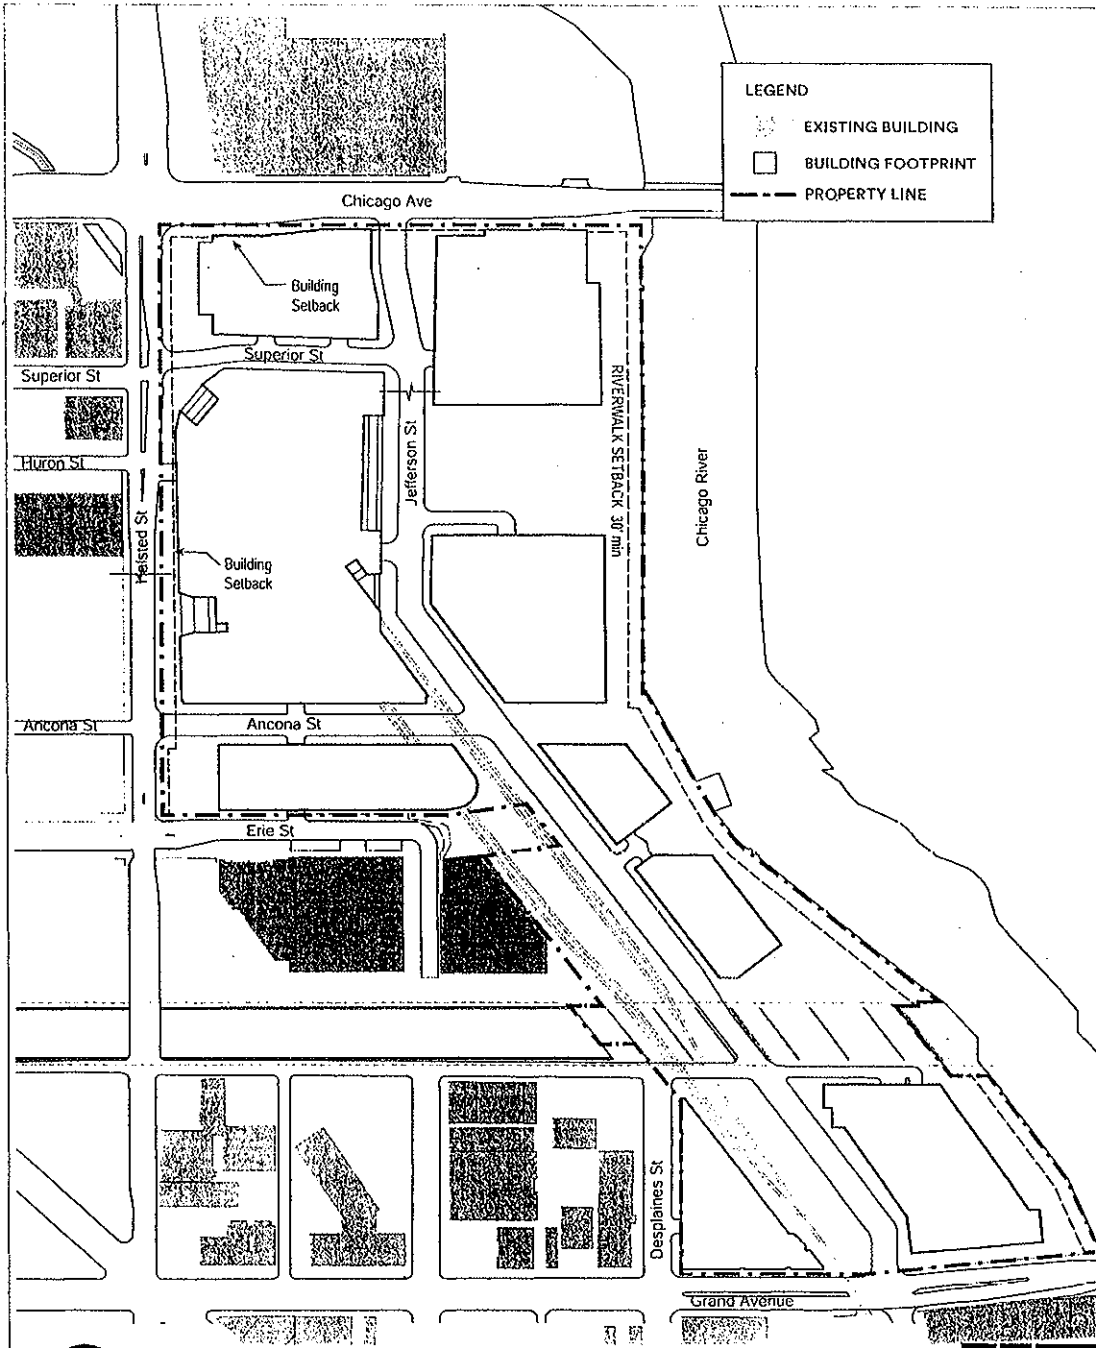 LEGEND
EXISTING BUILDING
BUILDING FOOTPRINT
PROPERTY LINE
Chicago Ave
Building
Setback
Superior St
Superior St
RIVERWALK SETBACK 30' min
Jefferson St
Huron St
Chicago River
Halsted St
Building
Setback
Ancona St
Ancona St
Erie St
Desplaines St
Grand Avenue